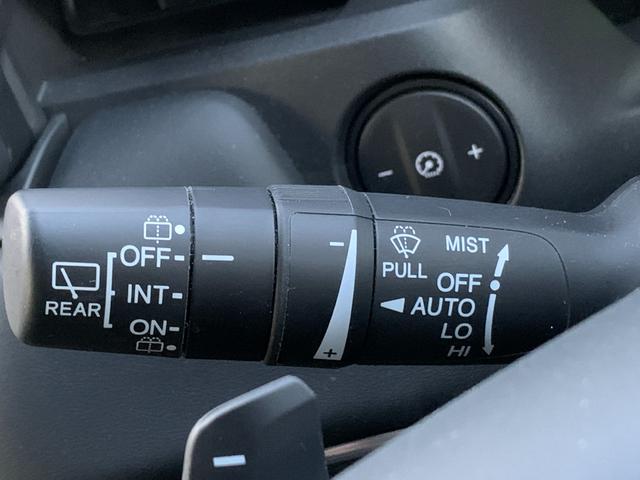 - +
OFF
INT
ON
REAR
-
+
PULL
MIST
OFF
AUTO
LO
HI
-